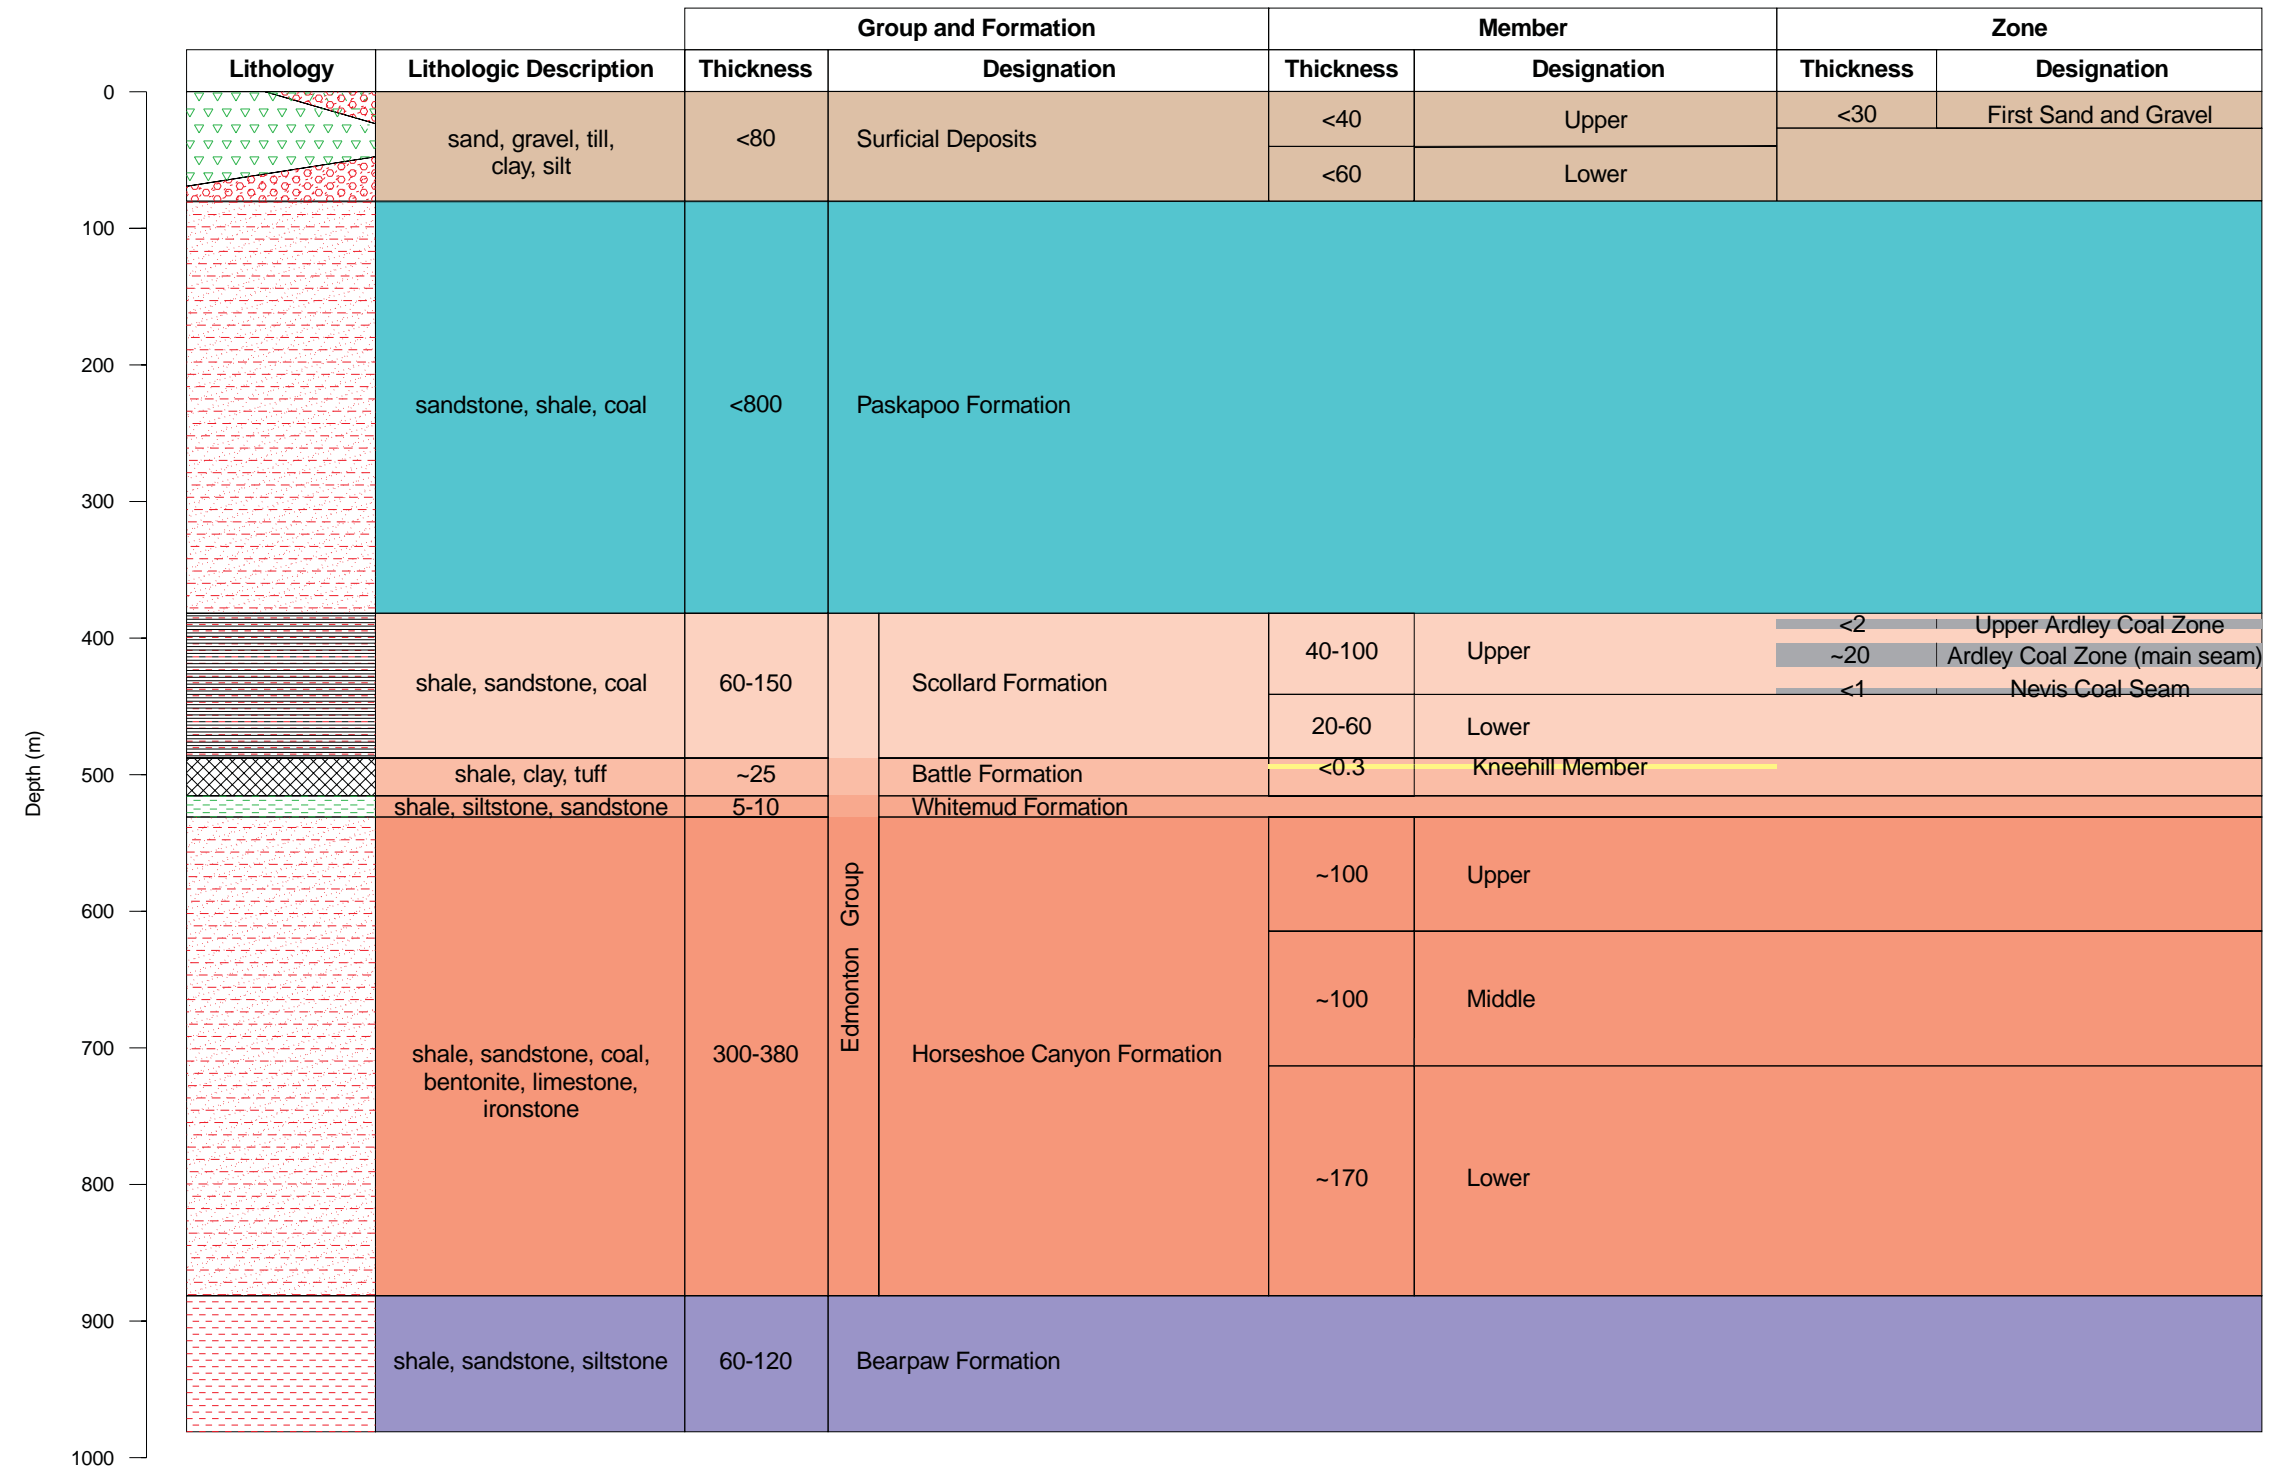 Group and Formation Member Zone
Lithology Lithologic Description Thickness Designation Thickness Designation Thickness Designation
0
<40 Upper <30 First Sand and Gravel
sand, gravel, till,
clay, silt
<80 Surficial Deposits
<60 Lower
100
200
300
sandstone, shale, coal <800 Paskapoo Formation
400
<2 Upper Ardley Coal Zone
40-100 Upper ~20 Ardley Coal Zone (main seam)
shale, sandstone, coal 60-150 Scollard Formation
<1 Nevis Coal Seam
20-60 Lower
500
shale, clay, tuff ~25 Battle Formation <0.3 Kneehill Member
shale, siltstone, sandstone 5-10 Whitemud Formation
Depth (m)
600
700
800
Edmonton Group
~100 Upper
~100 Middle
shale, sandstone, coal,
bentonite, limestone,
ironstone
300-380 Horseshoe Canyon Formation
~170 Lower
900
shale, sandstone, siltstone 60-120 Bearpaw Formation
1000